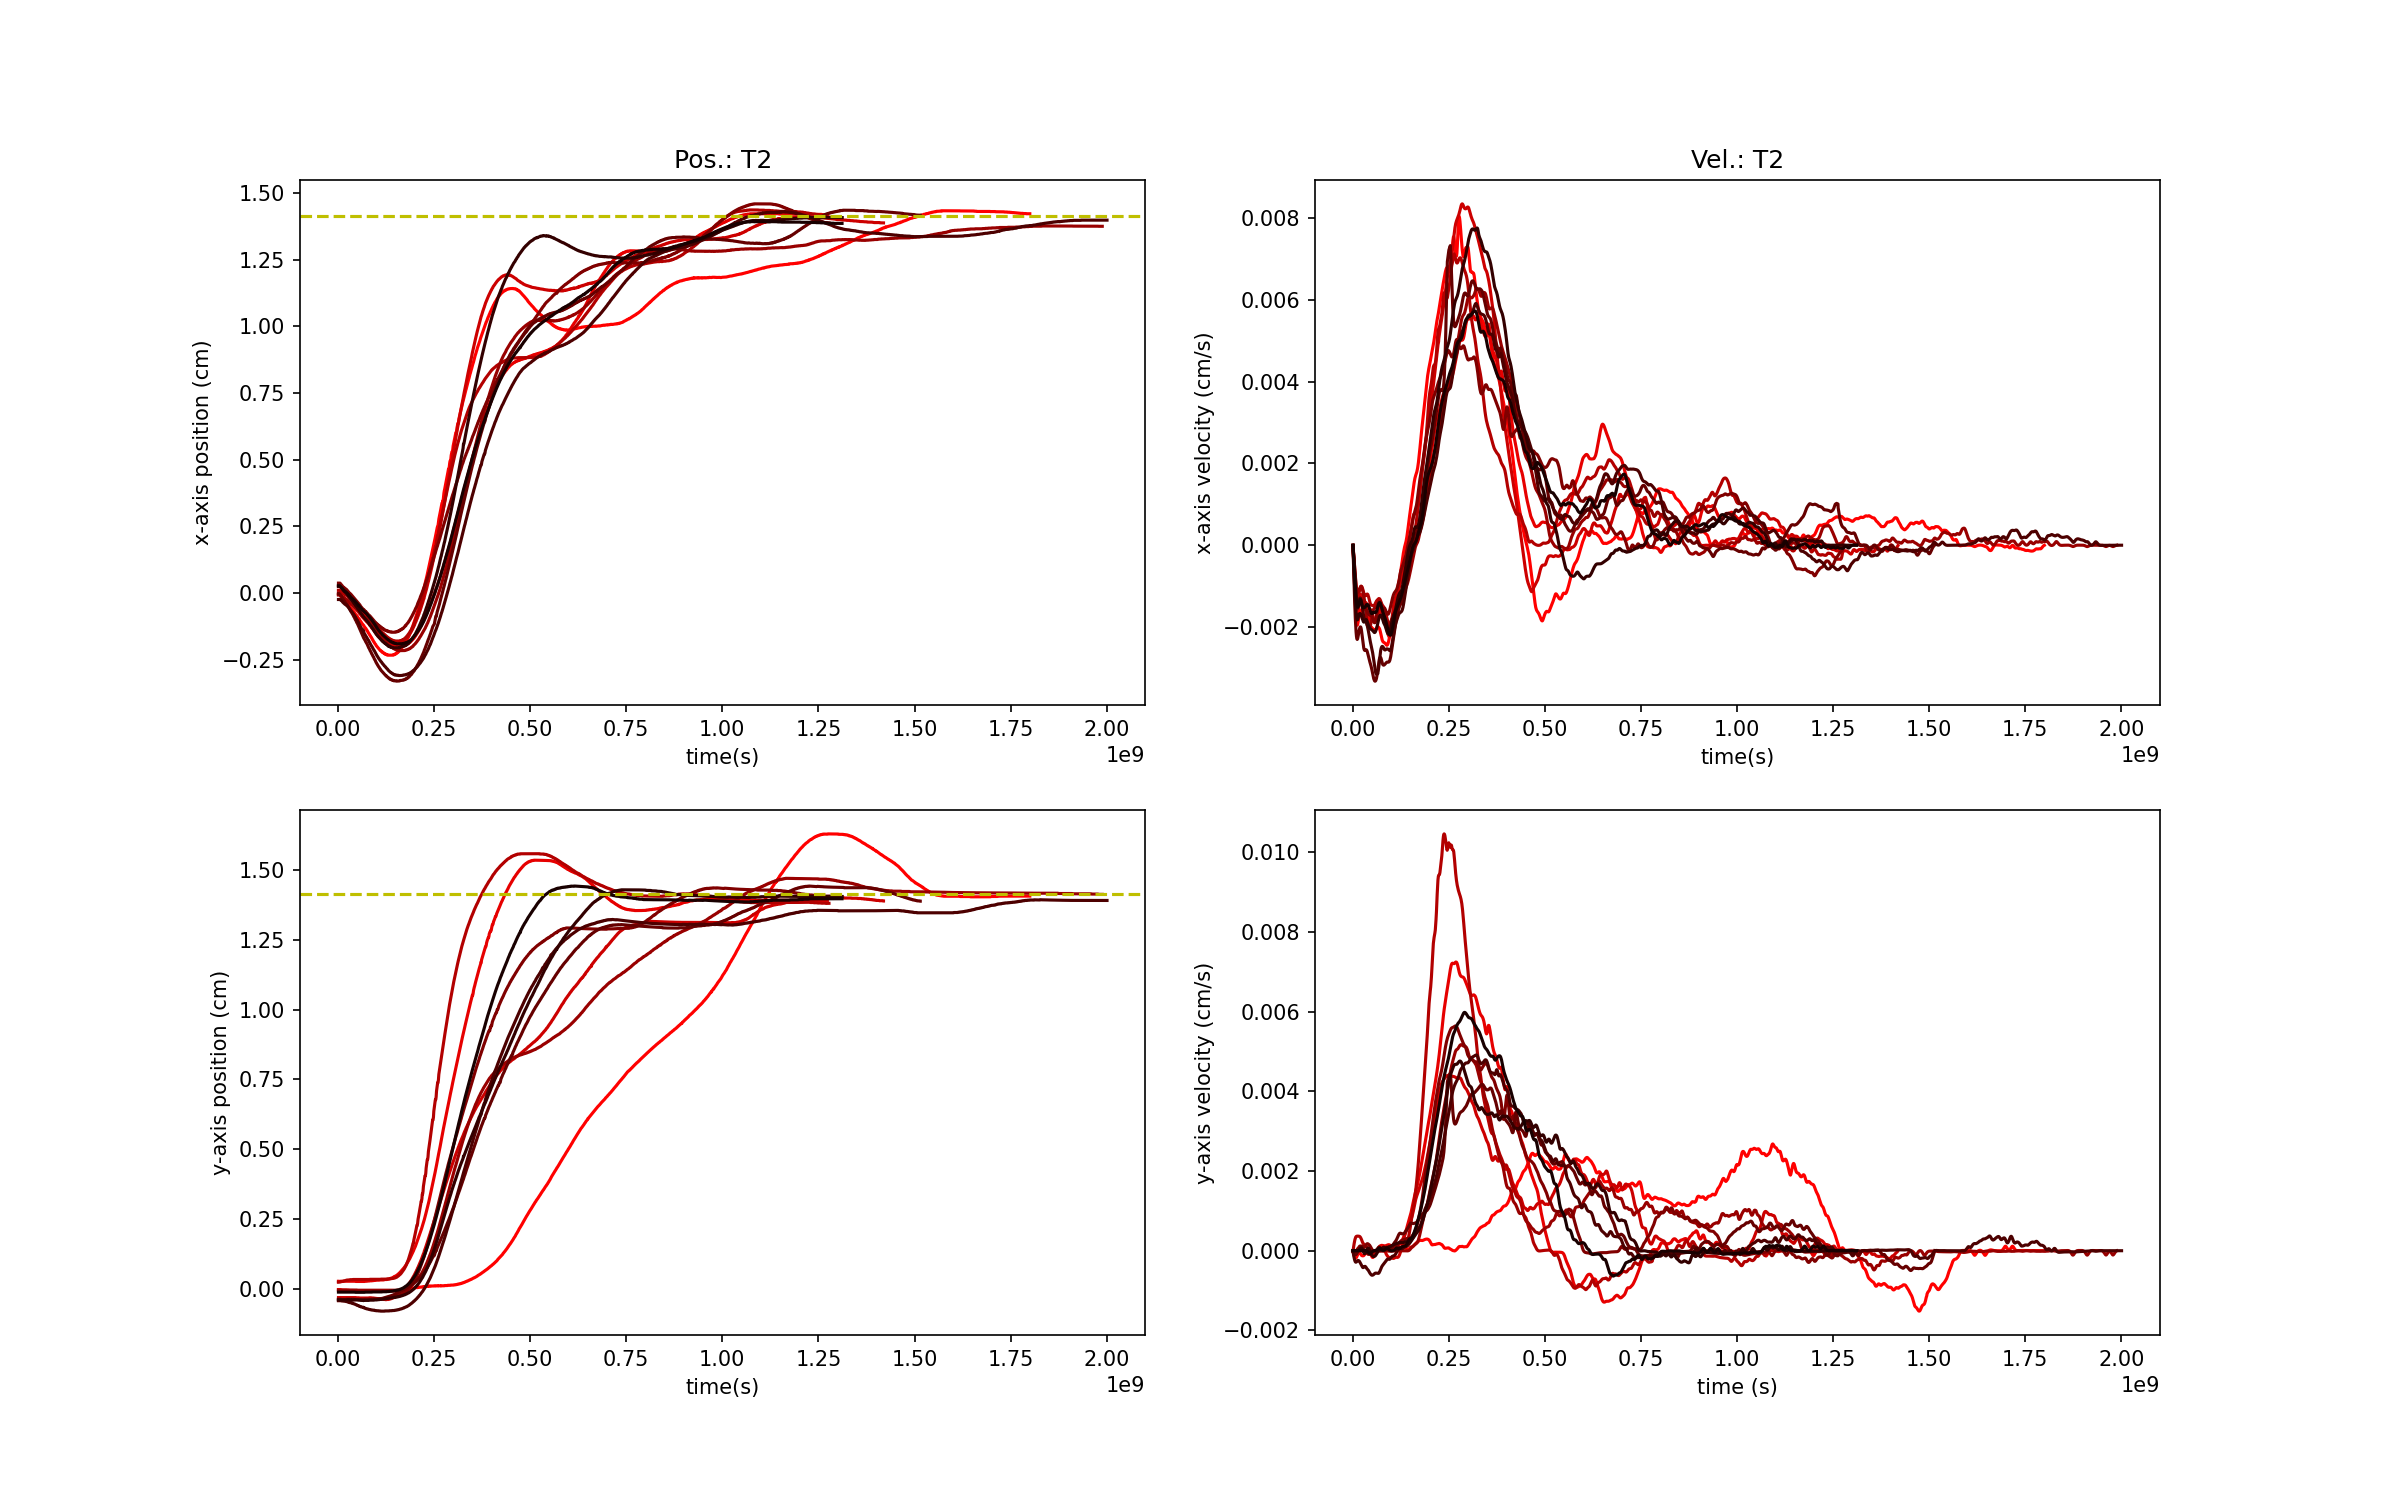 Pos.: T2
1.50
1.25
1.00
0.75
0.50
0.25
0.00
−0.25
x-axis position (cm)
0.00 0.25 0.50 0.75 1.00 1.25 1.50 1.75 2.00
time(s)
1e9
Vel.: T2
0.008
0.006
0.004
0.002
0.000
−0.002
x-axis velocity (cm/s)
0.00 0.25 0.50 0.75 1.00 1.25 1.50 1.75 2.00
time(s)
1e9
1.50
1.25
1.00
0.75
0.50
0.25
0.00
y-axis position (cm)
0.00 0.25 0.50 0.75 1.00 1.25 1.50 1.75 2.00
time(s)
1e9
0.010
0.008
0.006
0.004
0.002
0.000
−0.002
y-axis velocity (cm/s)
0.00 0.25 0.50 0.75 1.00 1.25 1.50 1.75 2.00
time (s)
1e9